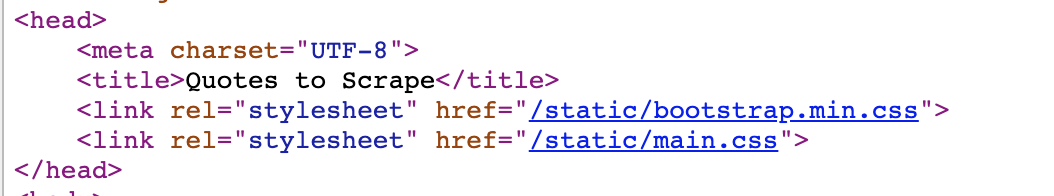 <head>
<meta charset="UTF-8">
<title>Quotes to Scrape</title>
<link rel="stylesheet" href="/static/bootstrap.min.css">
<link rel="stylesheet" href="/static/main.css">
</head>